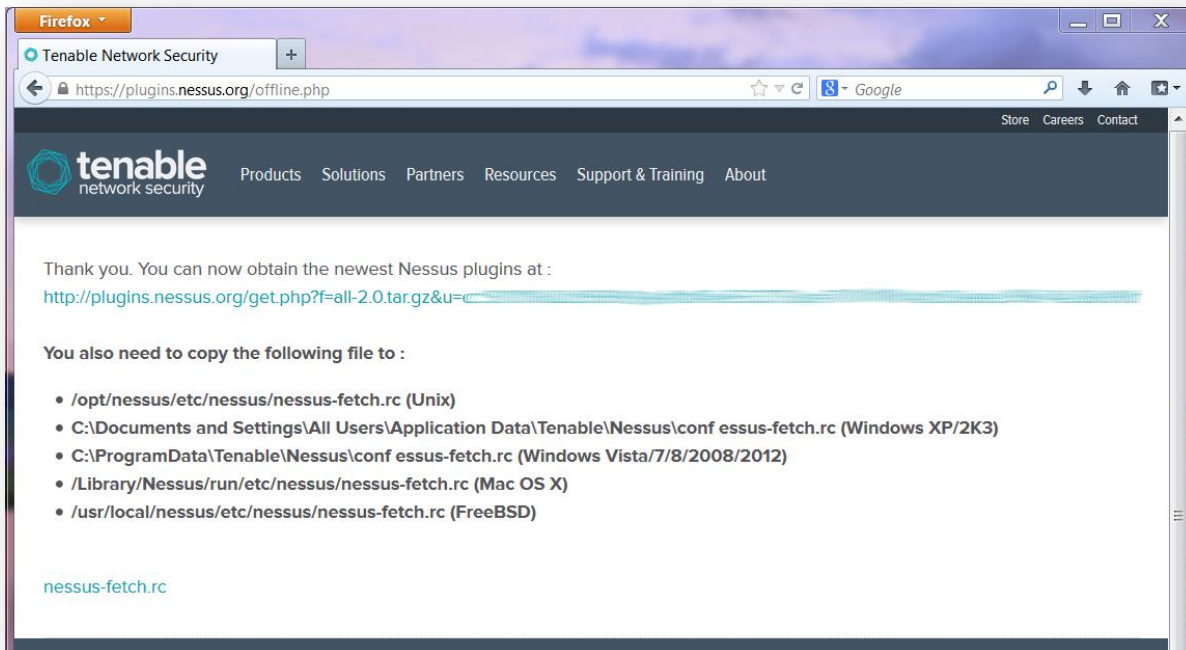 Firefox
Tenable Network Security
https://plugins.nessus.org/offline.php
Google
Store Careers Contact
tenable
network security
Products Solutions Partners Resources Support & Training About
Thank you. You can now obtain the newest Nessus plugins at :
http://plugins.nessus.org/get.php?f=all-2.0.tar.gz&u=
You also need to copy the following file to :
• /opt/nessus/etc/nessus/nessus-fetch.rc (Unix)
• C:\Documents and Settings\All Users\Application Data\Tenable\Nessus\conf essus-fetch.rc (Windows XP/2K3)
• C:\ProgramData\Tenable\Nessus\conf essus-fetch.rc (Windows Vista/7/8/2008/2012)
• /Library/Nessus/run/etc/nessus/nessus-fetch.rc (Mac OS X)
• /usr/local/nessus/etc/nessus/nessus-fetch.rc (FreeBSD)
nessus-fetch.rc